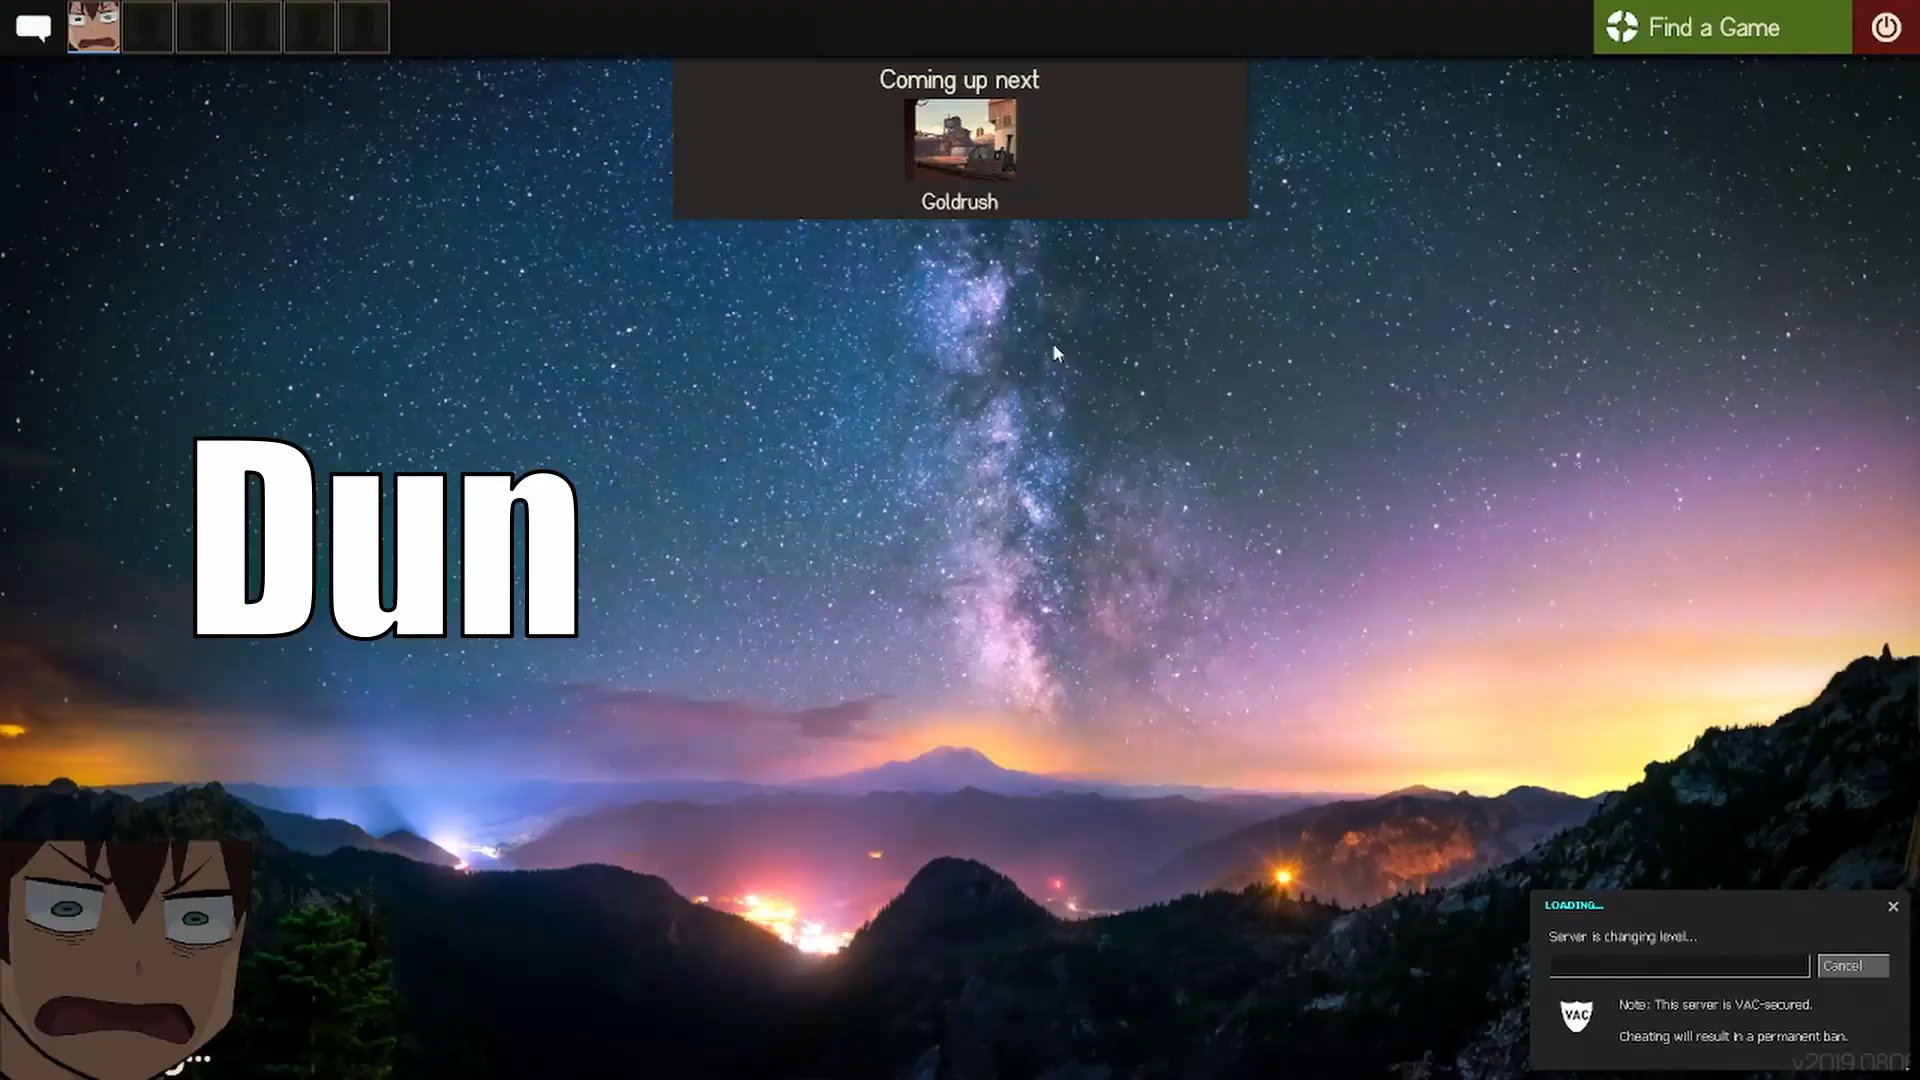 Find a Game
Coming up next
Goldrush
Dun
LOADING...
Server is changing level...
Cancel
VAC
Note: This server is VAC-secured.
Cheating will result in a permanent ban.